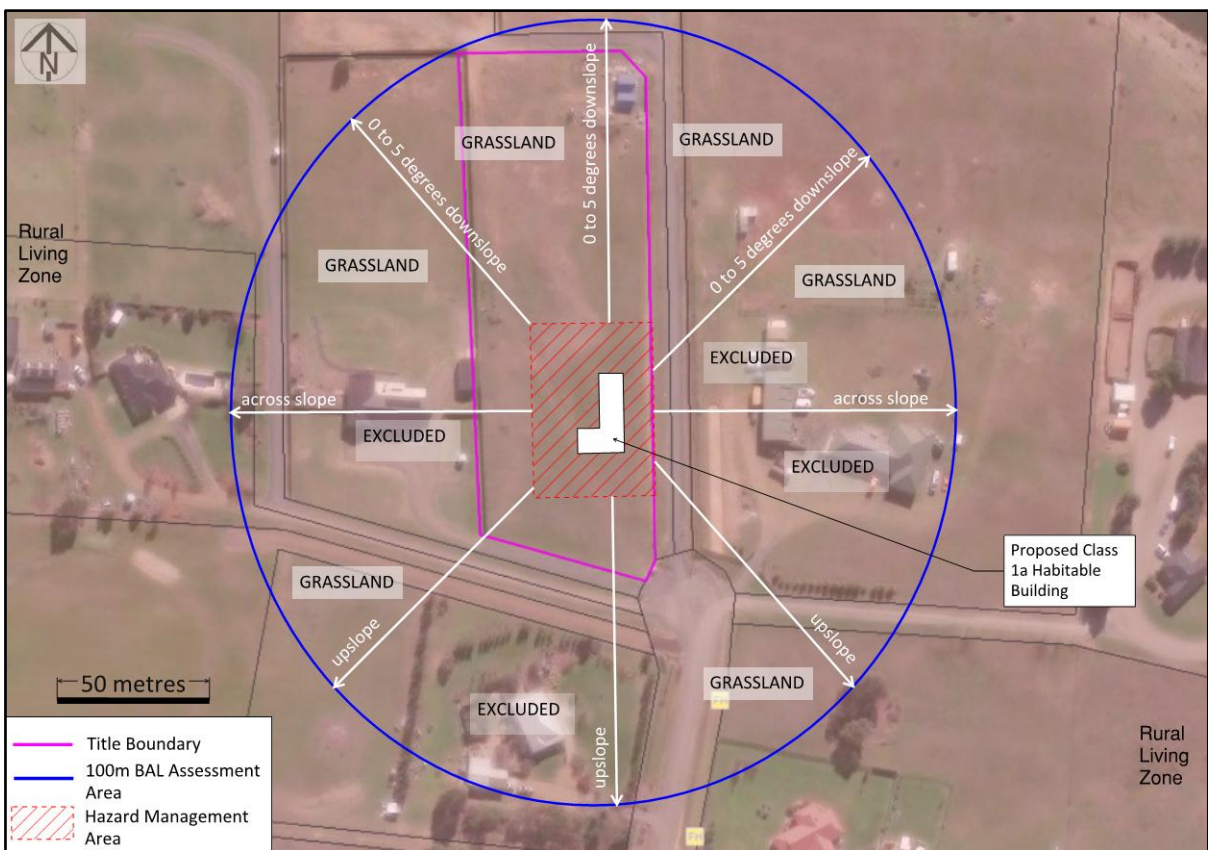 N
0 to 5 degrees downslope
0 to 5 degrees downslope
GRASSLAND
GRASSLAND
0 to 5 degrees downslope
Rural
Living
Zone
GRASSLAND
GRASSLAND
EXCLUDED
across slope
across slope
EXCLUDED
EXCLUDED
Proposed Class
1a Habitable
Building
GRASSLAND
upslope
upslope
50 metres
GRASSLAND
EXCLUDED
FH
upslope
Rural
Living
Zone
Title Boundary
100m BAL Assessment
Area
Hazard Management
Area
FH